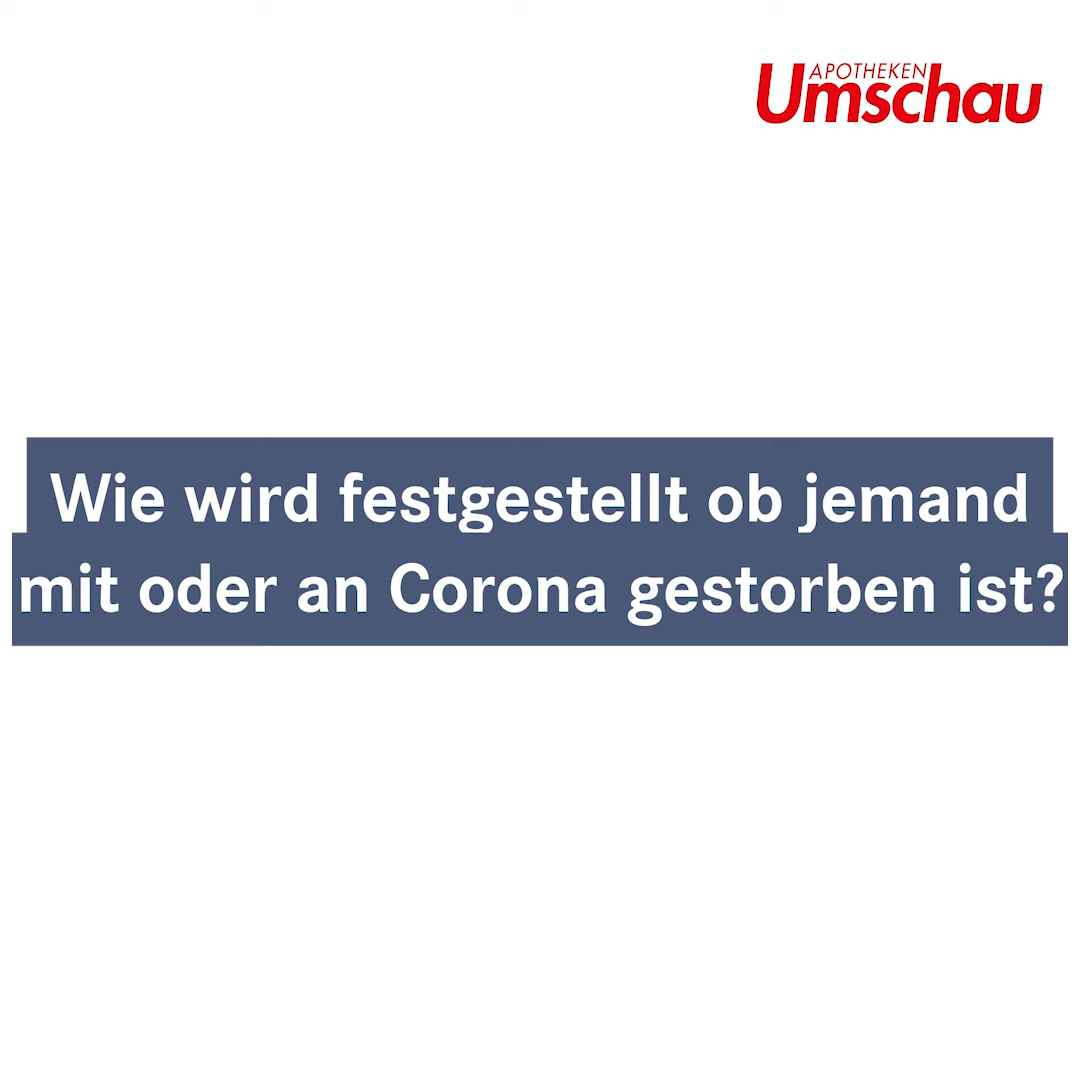 APOTHEKEN
Umschau
Wie wird festgestellt ob jemand
mit oder an Corona gestorben ist?